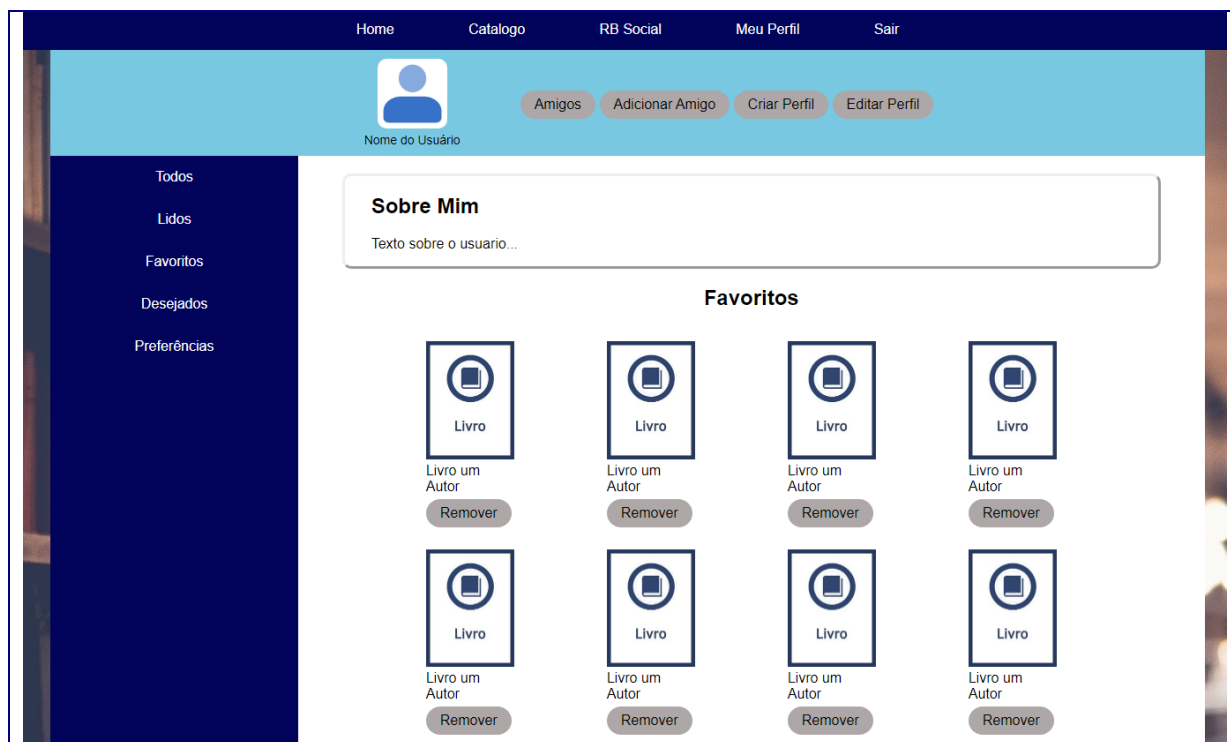 Home Catalogo RB Social Meu Perfil Sair
Amigos Adicionar Amigo Criar Perfil Editar Perfil
Nome do Usuário
Todos
Lidos
Favoritos
Desejados
Preferências
Sobre Mim
Texto sobre o usuario...
Favoritos
Livro Livro Livro Livro
Livro um Livro um Livro um Livro um
Autor Autor Autor Autor
Remover Remover Remover Remover
Livro Livro Livro Livro
Livro um Livro um Livro um Livro um
Autor Autor Autor Autor
Remover Remover Remover Remover